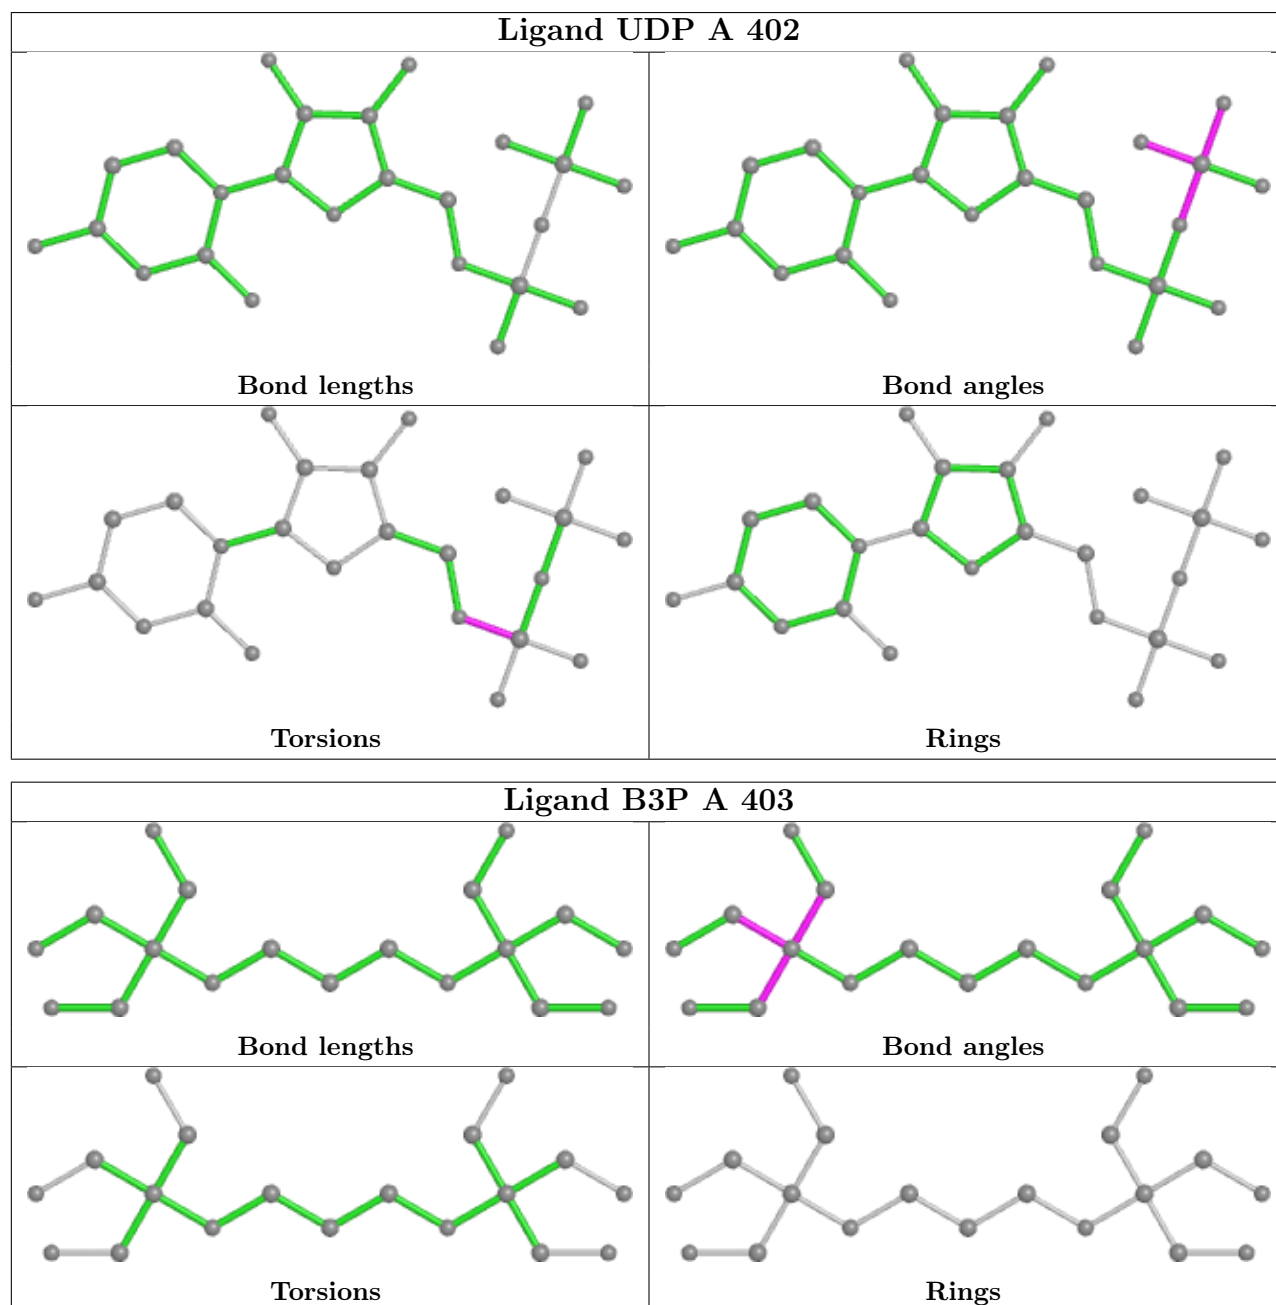 Ligand UDP A 402
Bond lengths
Bond angles
Torsions
Rings
Ligand B3P A 403
Bond lengths
Bond angles
Torsions
Rings